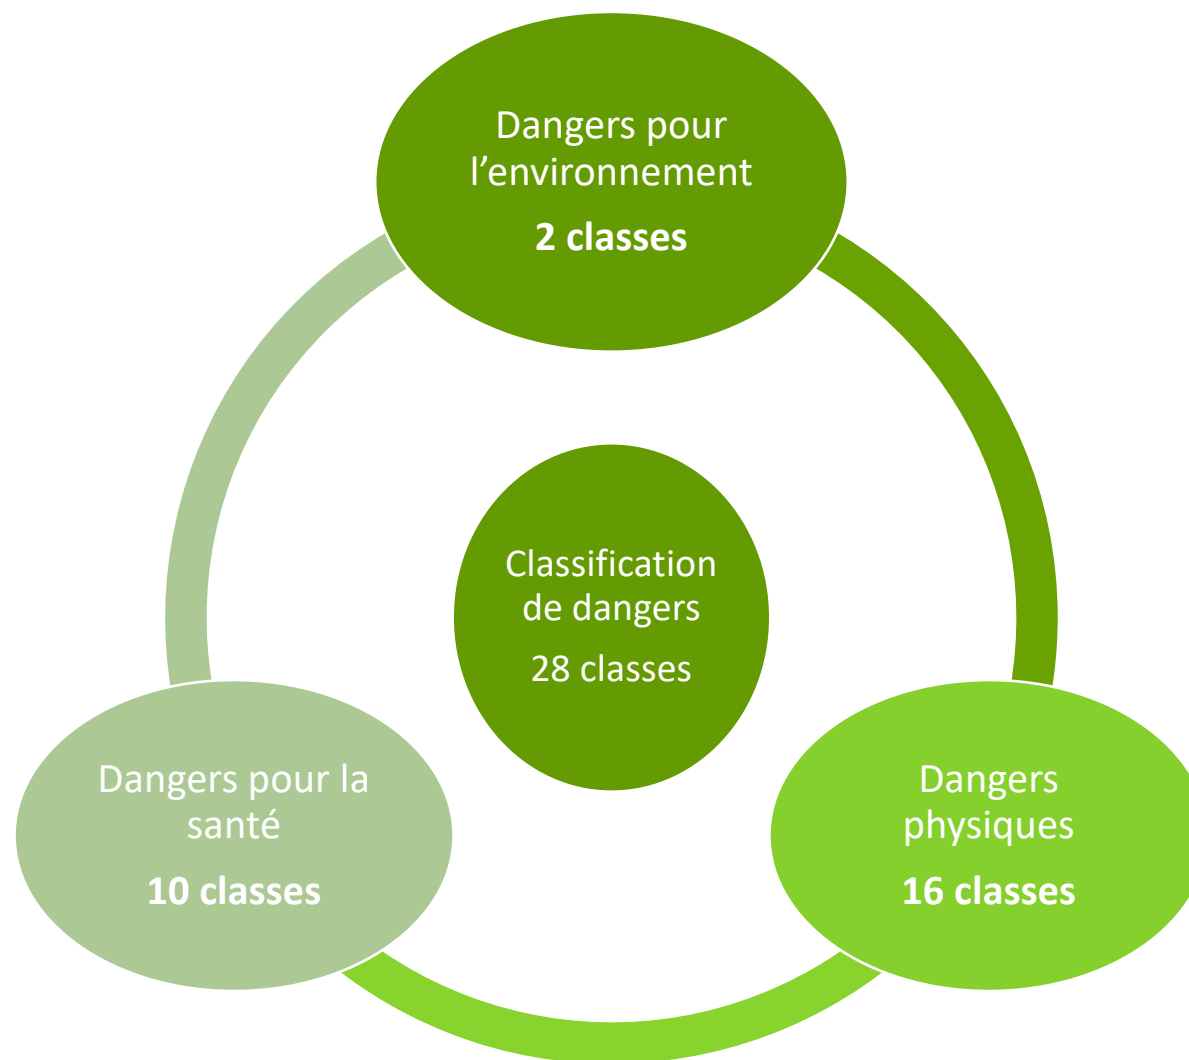 Dangers pour
l’environnement
2 classes
Classification
de dangers
28 classes
Dangers pour la
santé
10 classes
Dangers
physiques
16 classes